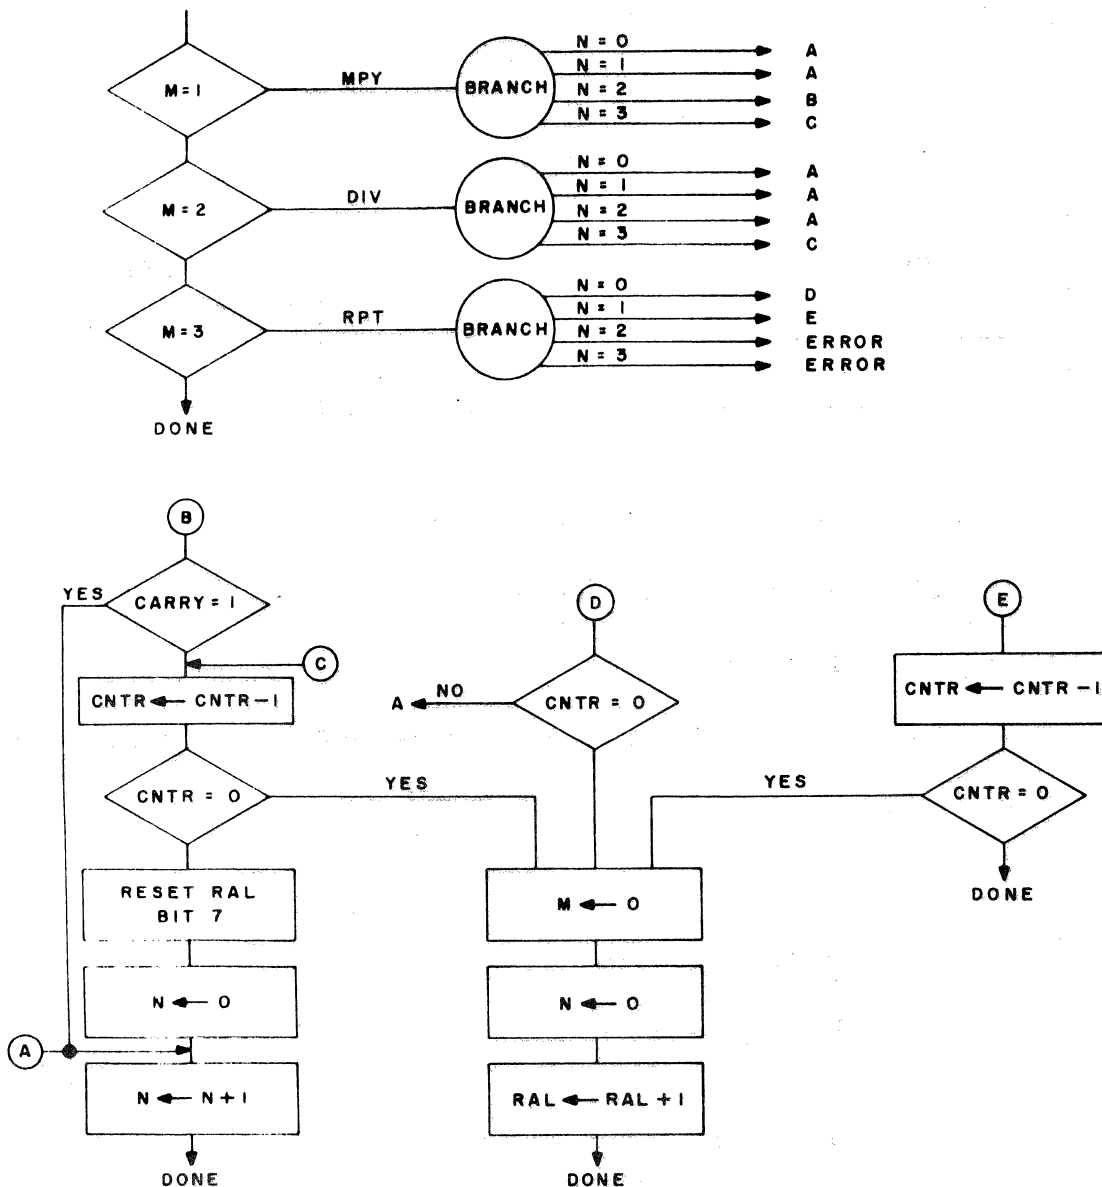 M = 1
MPY
BRANCH
N = 0
A
N = 1
A
N = 2
B
N = 3
C
M = 2
DIV
BRANCH
N = 0
A
N = 1
A
N = 2
A
N = 3
C
M = 3
RPT
BRANCH
N = 0
D
N = 1
E
N = 2
ERROR
N = 3
ERROR
DONE
B
YES
CARRY = 1
C
CNTR ← CNTR – 1
CNTR = 0
YES
RESET RAL
BIT 7
N ← 0
A
N ← N + 1
DONE
D
A
NO
CNTR = 0
M ← 0
N ← 0
RAL ← RAL + 1
DONE
E
CNTR ← CNTR – 1
YES
CNTR = 0
DONE